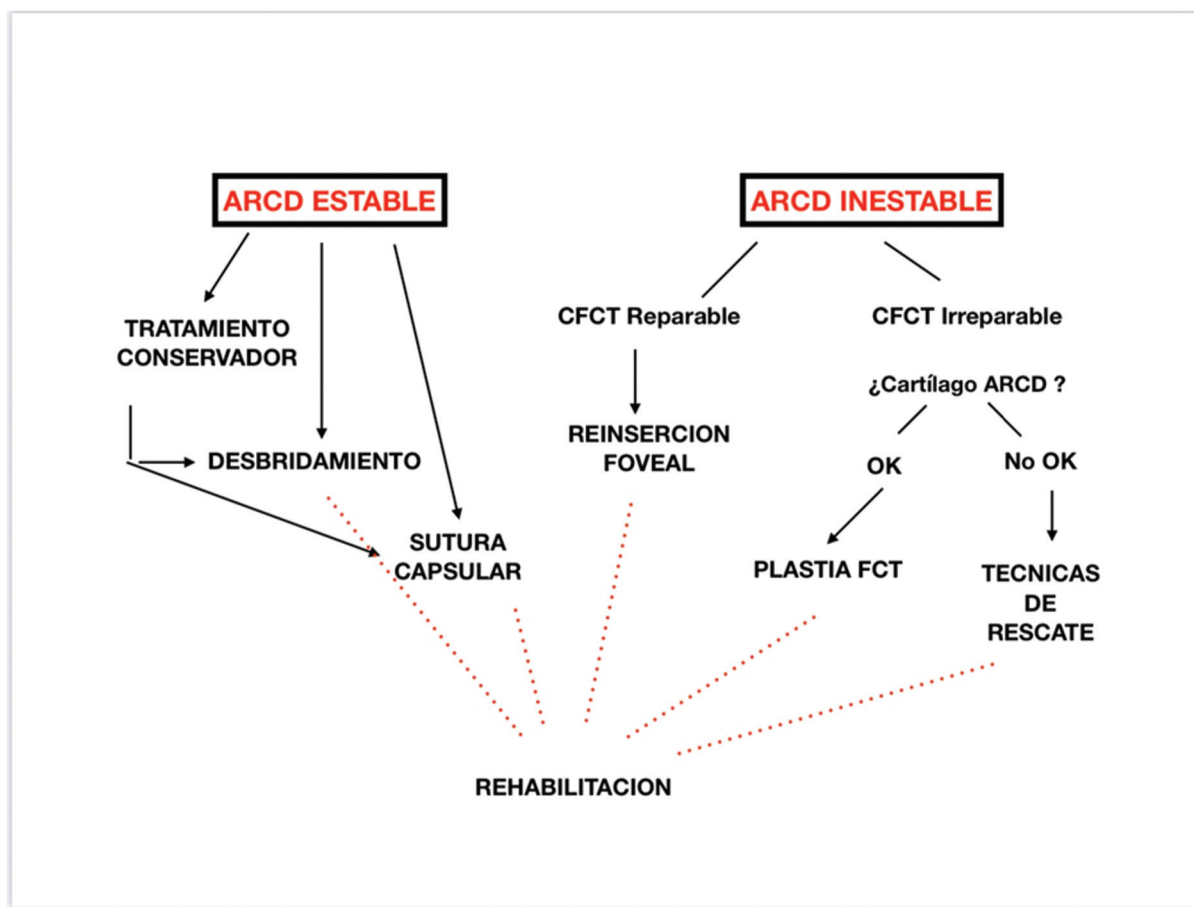 ARCD ESTABLE
ARCD INESTABLE
TRATAMIENTO
CONSERVADOR
CFCT Reparable
CFCT Irreparable
¿Cartílago ARCD ?
DESBRIDAMIENTO
REINSERCION
FOVEAL
OK
No OK
SUTURA
CAPSULAR
PLASTIA FCT
TECNICAS
DE
RESCATE
REHABILITACION